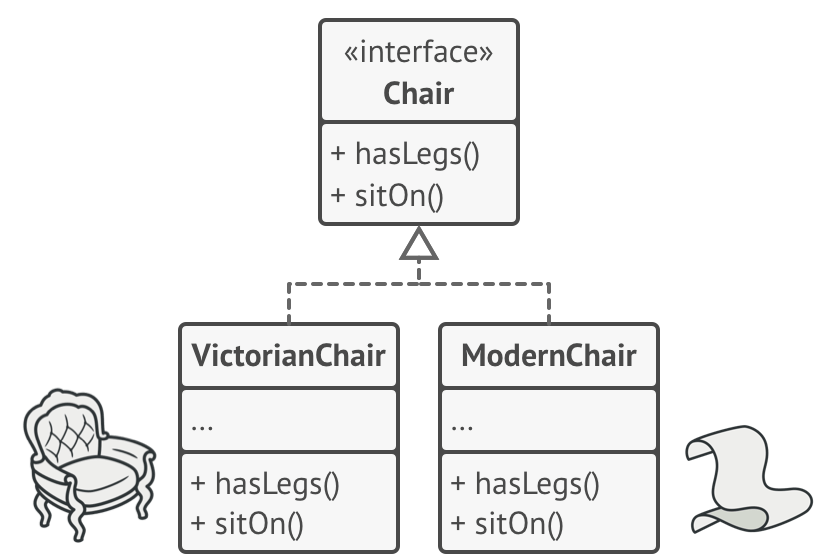 «interface»
Chair
+ hasLegs()
+ sitOn()
VictorianChair
...
+ hasLegs()
+ sitOn()
ModernChair
...
+ hasLegs()
+ sitOn()